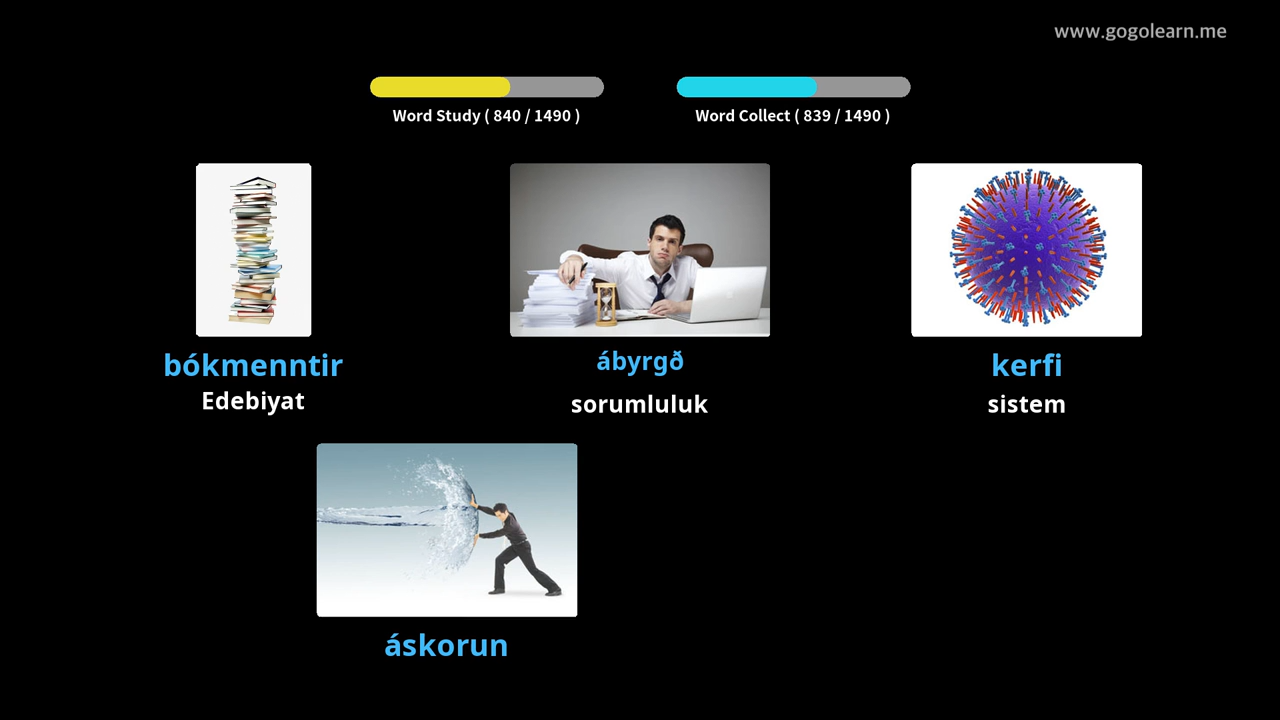 www.gogolearn.me
Word Study ( 840 / 1490 )
Word Collect ( 839 / 1490 )
bókmenntir
Edebiyat
ábyrgð
sorumluluk
kerfi
sistem
áskorun